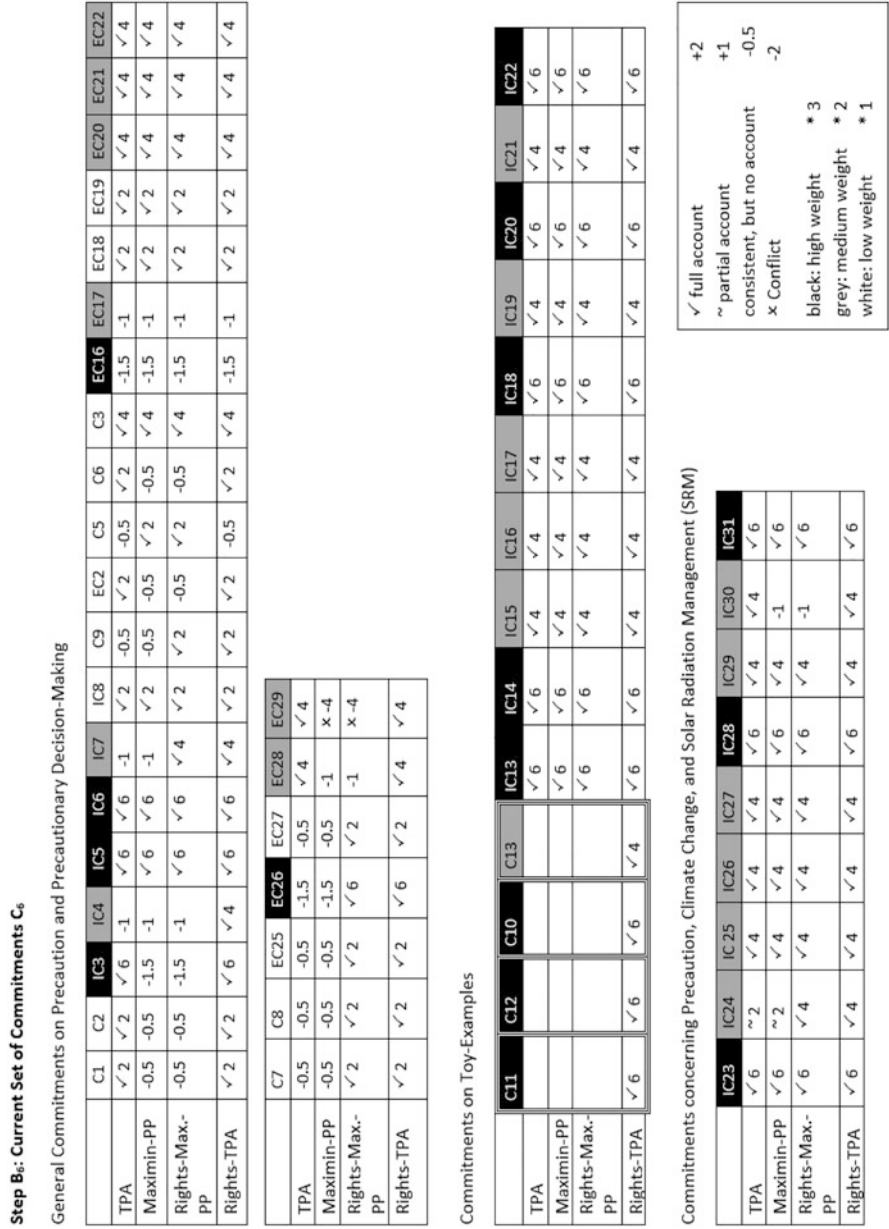 Step B₆: Current Set of Commitments C₆
General Commitments on Precaution and Precautionary Decision-Making
C1 C2 IC3 IC4 IC5 IC6 IC7 IC8 C9 EC2 C5 C6 C3 EC16 EC17 EC18 EC19 EC20 EC21 EC22
TPA ✓ 2 ✓ 2 ✓ 6 -1 ✓ 6 ✓ 6 -1 ✓ 2 -0.5 ✓ 2 -0.5 ✓ 2 ✓ 4 -1.5 -1 ✓ 2 ✓ 2 ✓ 4 ✓ 4 ✓ 4
Maximin-PP -0.5 -0.5 -1.5 -1 ✓ 6 ✓ 6 -1 ✓ 2 -0.5 -0.5 ✓ 2 -0.5 ✓ 4 -1.5 -1 ✓ 2 ✓ 2 ✓ 4 ✓ 4 ✓ 4
Rights-Max.- -0.5 -0.5 -1.5 -1 ✓ 6 ✓ 6 ✓ 4 ✓ 2 ✓ 2 -0.5 ✓ 2 -0.5 ✓ 4 -1.5 -1 ✓ 2 ✓ 2 ✓ 4 ✓ 4 ✓ 4
PP
Rights-TPA ✓ 2 ✓ 2 ✓ 6 ✓ 4 ✓ 6 ✓ 6 ✓ 4 ✓ 2 ✓ 2 ✓ 2 -0.5 ✓ 2 ✓ 4 -1.5 -1 ✓ 2 ✓ 2 ✓ 4 ✓ 4 ✓ 4
C7 C8 EC25 EC26 EC27 EC28 EC29
TPA -0.5 -0.5 -0.5 -1.5 -0.5 ✓ 4 ✓ 4
Maximin-PP -0.5 -0.5 -0.5 -1.5 -0.5 -1 × -4
Rights-Max.- ✓ 2 ✓ 2 ✓ 2 ✓ 6 ✓ 2 -1 × -4
PP
Rights-TPA ✓ 2 ✓ 2 ✓ 2 ✓ 6 ✓ 2 ✓ 4 ✓ 4
Commitments on Toy-Examples
C11 C12 C10 C13 IC13 IC14 IC15 IC16 IC17 IC18 IC19 IC20 IC21 IC22
TPA ✓ 6 ✓ 6 ✓ 4 ✓ 4 ✓ 4 ✓ 6 ✓ 4 ✓ 6 ✓ 4 ✓ 6
Maximin-PP ✓ 6 ✓ 6 ✓ 4 ✓ 4 ✓ 4 ✓ 6 ✓ 4 ✓ 6 ✓ 4 ✓ 6
Rights-Max.- ✓ 6 ✓ 6 ✓ 4 ✓ 4 ✓ 4 ✓ 6 ✓ 4 ✓ 6 ✓ 4 ✓ 6
PP
Rights-TPA ✓ 6 ✓ 6 ✓ 6 ✓ 4 ✓ 6 ✓ 6 ✓ 4 ✓ 4 ✓ 4 ✓ 6 ✓ 4 ✓ 6 ✓ 4 ✓ 6
Commitments concerning Precaution, Climate Change, and Solar Radiation Management (SRM)
IC23 IC24 IC 25 IC26 IC27 IC28 IC29 IC30 IC31
TPA ✓ 6 ~ 2 ✓ 4 ✓ 4 ✓ 4 ✓ 6 ✓ 4 ✓ 4 ✓ 6
Maximin-PP ✓ 6 ~ 2 ✓ 4 ✓ 4 ✓ 4 ✓ 6 ✓ 4 -1 ✓ 6
Rights-Max.- ✓ 6 ✓ 4 ✓ 4 ✓ 4 ✓ 4 ✓ 6 ✓ 4 -1 ✓ 6
PP
Rights-TPA ✓ 6 ✓ 4 ✓ 4 ✓ 4 ✓ 4 ✓ 6 ✓ 4 ✓ 4 ✓ 6
✓ full account +2
~ partial account +1
consistent, but no account -0.5
× Conflict -2
black: high weight * 3
grey: medium weight * 2
white: low weight * 1